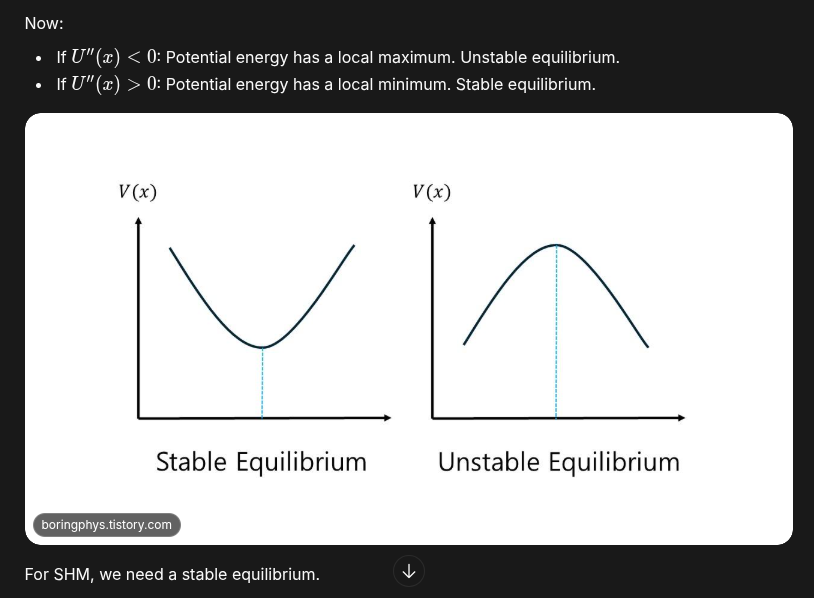 Now:
• If U″(x) < 0: Potential energy has a local maximum. Unstable equilibrium.
• If U″(x) > 0: Potential energy has a local minimum. Stable equilibrium.
V(x) V(x)
Stable Equilibrium Unstable Equilibrium
boringphys.tistory.com
For SHM, we need a stable equilibrium.